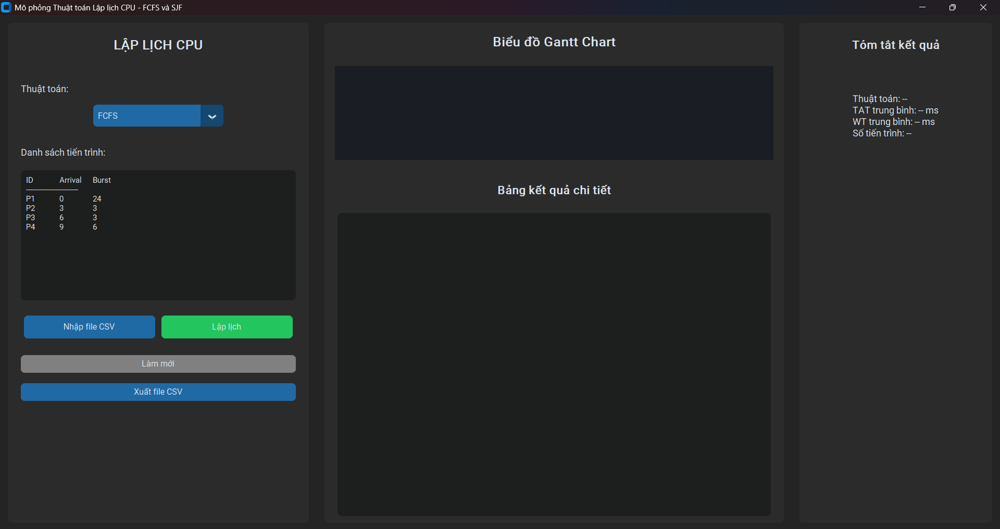 Mô phỏng Thuật toán Lập lịch CPU - FCFS và SJF
LẬP LỊCH CPU
Thuật toán:
FCFS
Danh sách tiến trình:
ID Arrival Burst
-------------------------
P1 0 24
P2 3 3
P3 6 3
P4 9 6
Nhập file CSV
Lập lịch
Làm mới
Xuất file CSV
Biểu đồ Gantt Chart
Bảng kết quả chi tiết
Tóm tắt kết quả
Thuật toán: --
TAT trung bình: -- ms
WT trung bình: -- ms
Số tiến trình: --